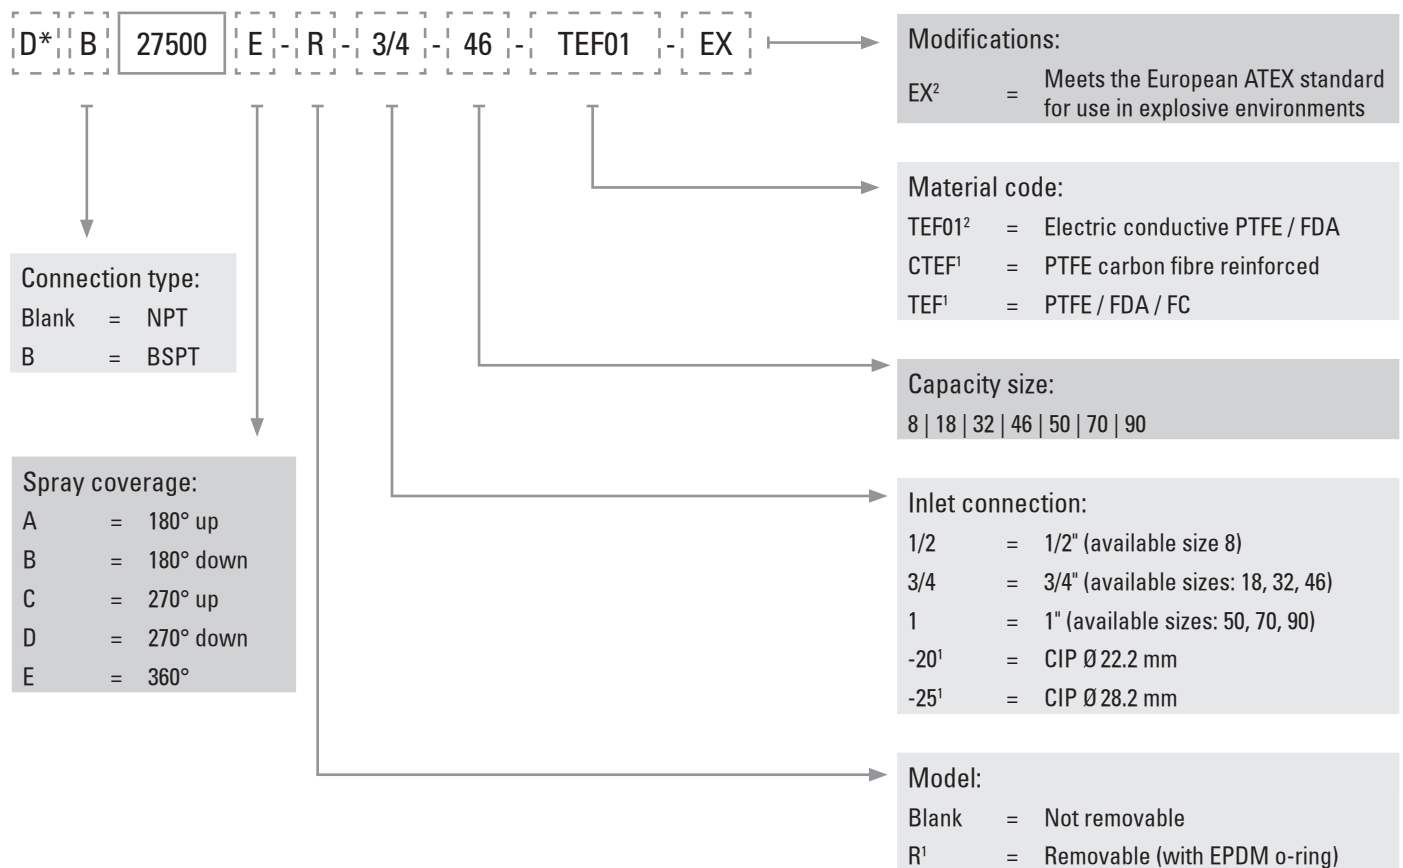 D* B 27500 E - R - 3/4 - 46 - TEF01 - EX
Modifications:
EX² = Meets the European ATEX standard
for use in explosive environments
Material code:
TEF01² = Electric conductive PTFE / FDA
CTEF¹ = PTFE carbon fibre reinforced
TEF¹ = PTFE / FDA / FC
Connection type:
Blank = NPT
B = BSPT
Capacity size:
8 | 18 | 32 | 46 | 50 | 70 | 90
Spray coverage:
A = 180° up
B = 180° down
C = 270° up
D = 270° down
E = 360°
Inlet connection:
1/2 = 1/2" (available size 8)
3/4 = 3/4" (available sizes: 18, 32, 46)
1 = 1" (available sizes: 50, 70, 90)
-20¹ = CIP Ø 22.2 mm
-25¹ = CIP Ø 28.2 mm
Model:
Blank = Not removable
R¹ = Removable (with EPDM o-ring)